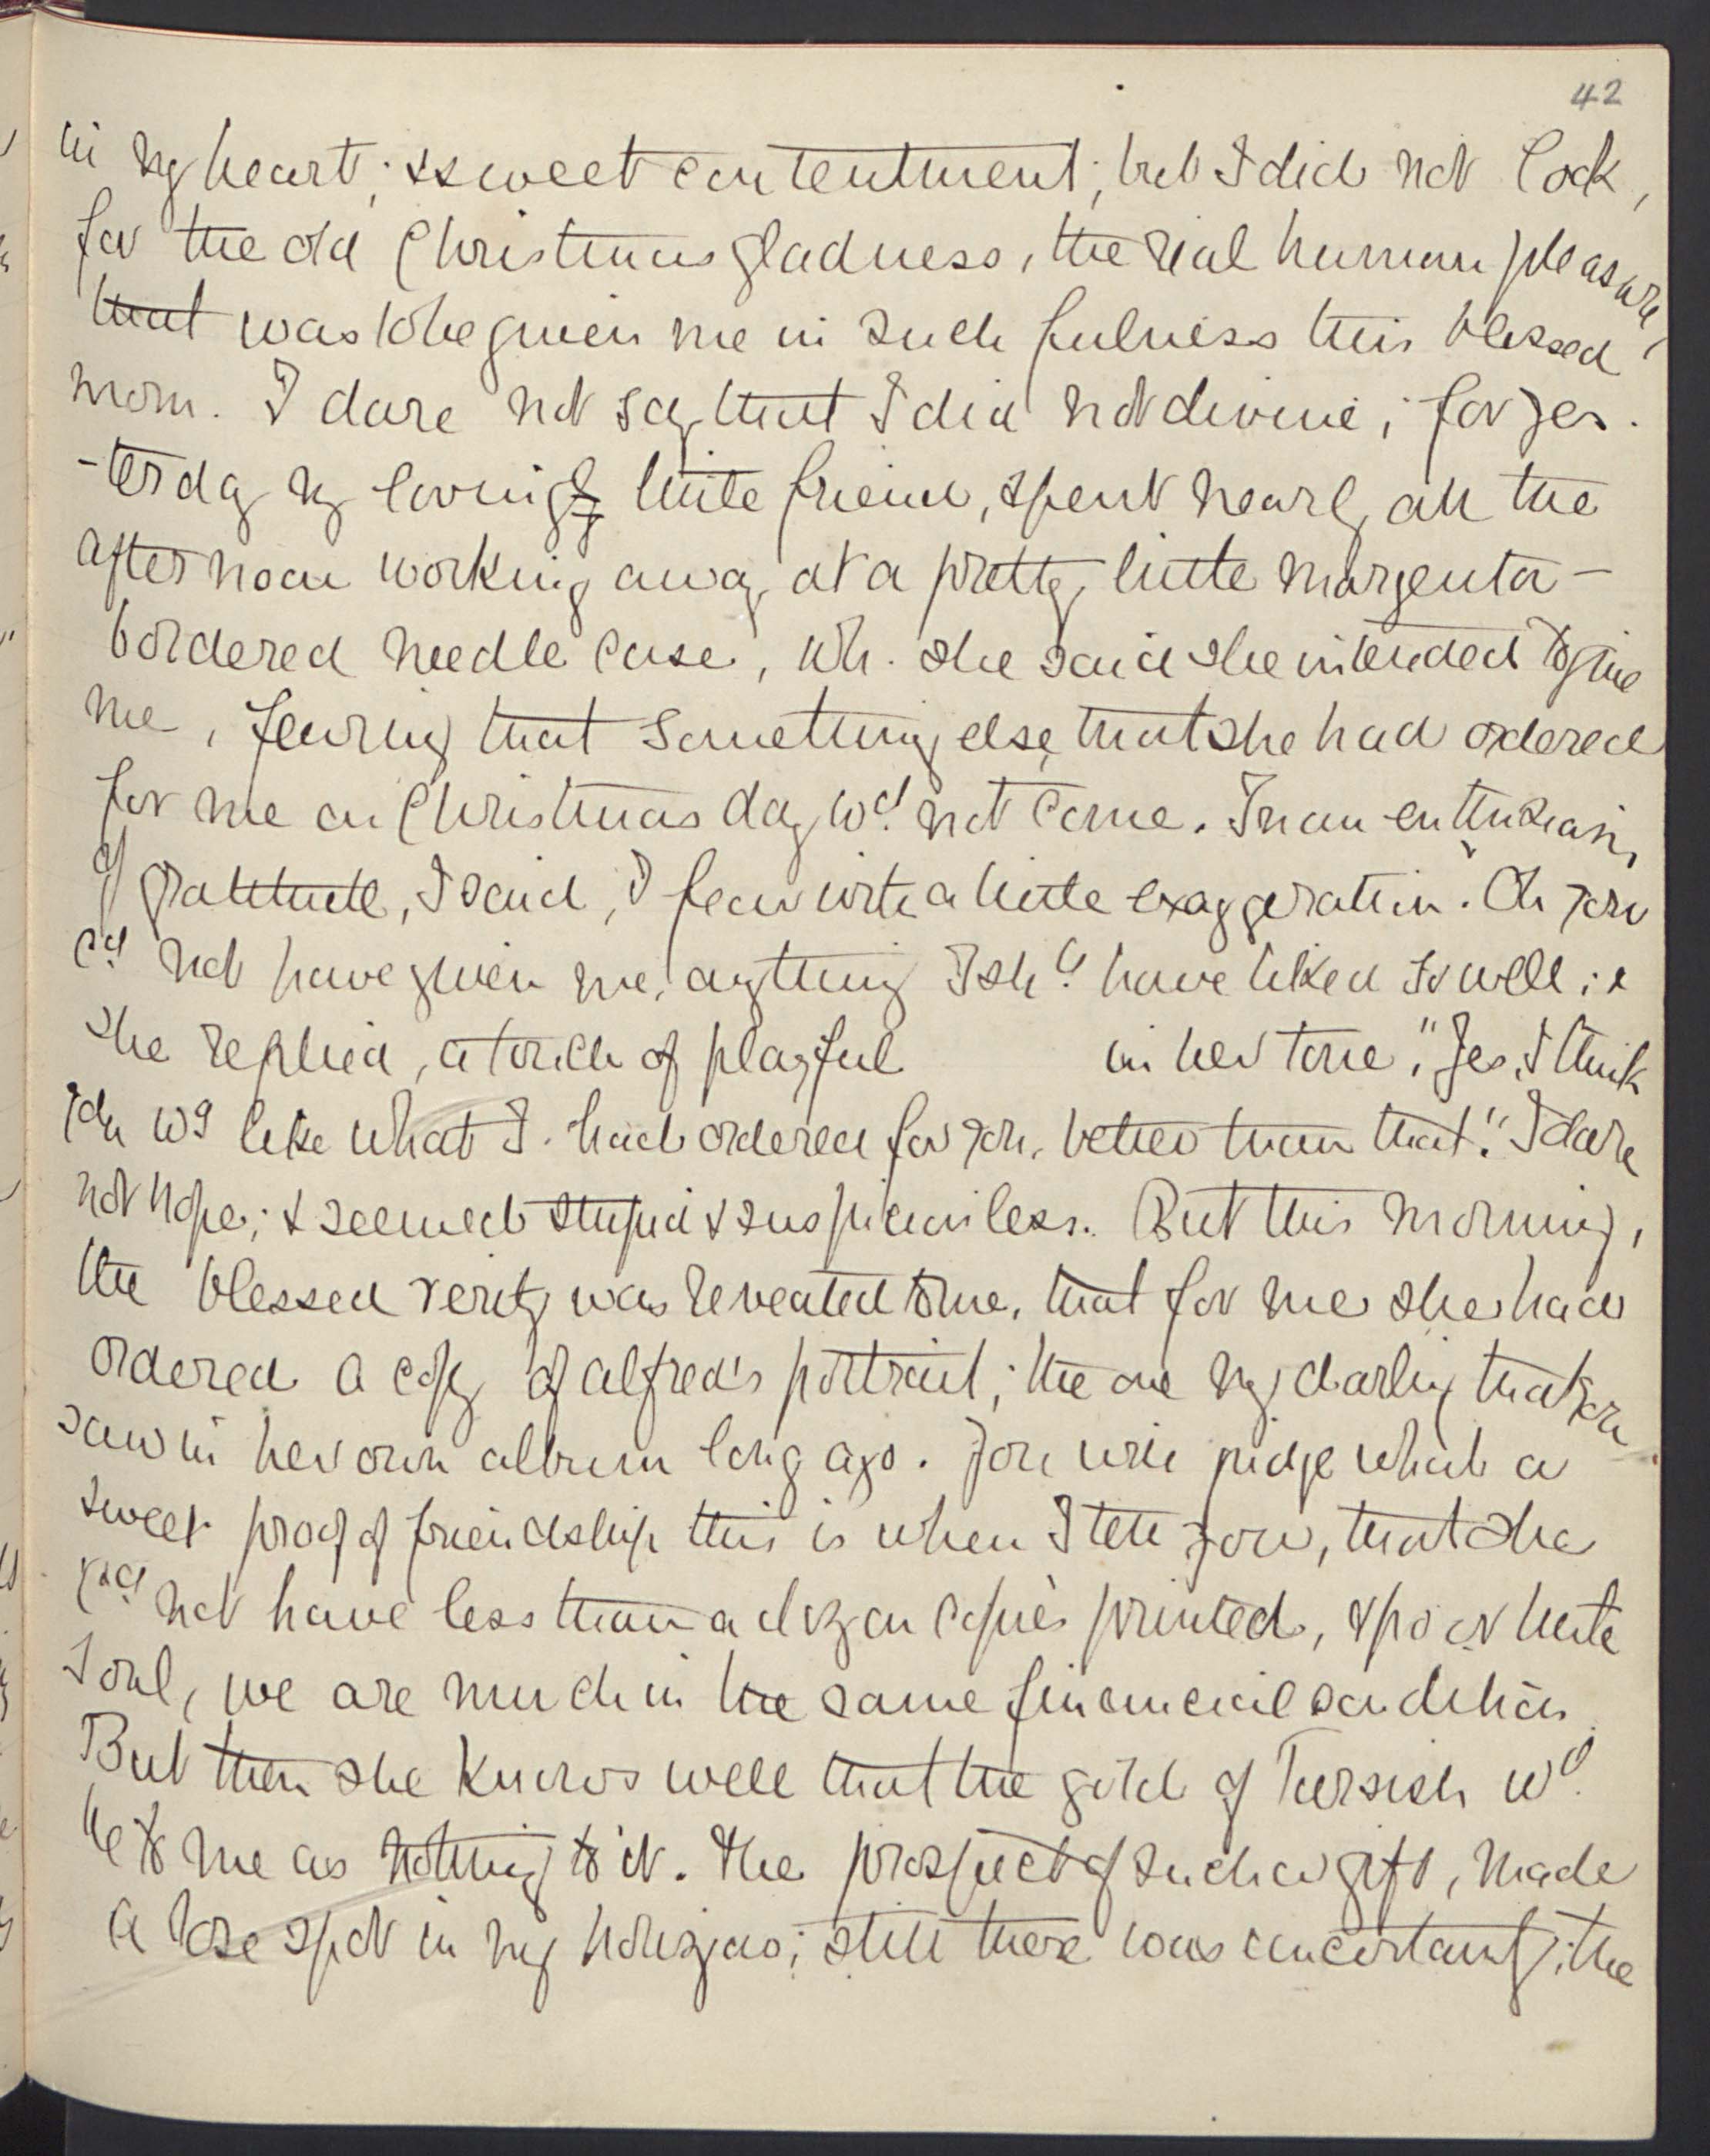 42
in my heart; & sweet contentment; but I did not look,
for the old Christmas gladness, the real human pleasure,
that was to be given me in such fulness this blessed
morn. I dare not say that I did not divine; for yes-
-terday my loving little friend, spent nearly all the
afternoon working away at a pretty little margenta-
bordered needle case, wh. she said she intended to give
me, fearing that something else, that she had ordered
for me on Christmas day wd. not come. In an enthusiasm
of gratitude, I said, I fear with a little exaggeration. "Oh you
cd. not have given me, anything I shd. have liked so well; &
she replied, a touch of playful in her tone, "Yes, I think
you wd like what I had ordered for you, better than that." I dare
not hope; & seemed stupid & suspicionless. But this morning,
the blessed verity was revealed to me, that for me she had
ordered a copy of Alfred's portrait; the one my darling that you
saw in her own album long ago. You will judge what a
sweet proof of friendship this is when I tell you, that she
cd. not have less than a dozen copies printed, & poor little
soul, we are much in the same financial condition.
But then she knows well that the gold of Tarsish wd.
be to me as nothing to it. The prospect of such a gift, made
a rose spot in my horizon; still there was uncertainty; the